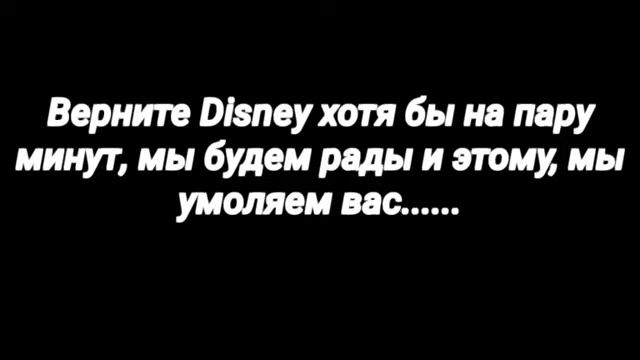 Верните Disney хотя бы на пару
минут, мы будем рады и этому, мы
умоляем вас......